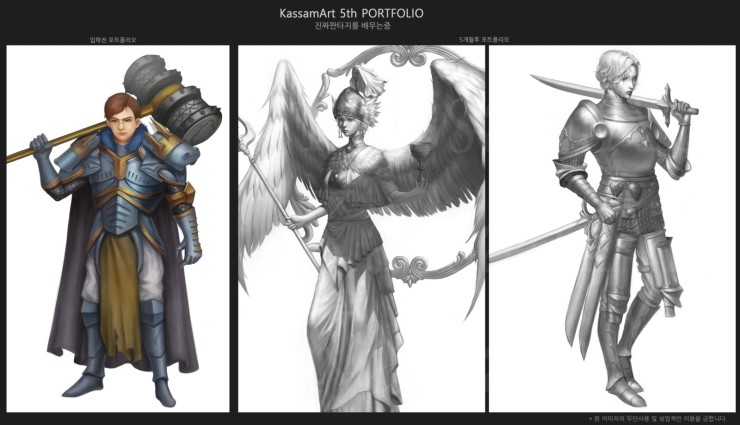 KassamArt 5th PORTFOLIO
진짜판타지를 배우는중
입학전 포트폴리오
5개월후 포트폴리오
* 본 이미지의 무단사용 및 상업적인 이용을 금합니다.